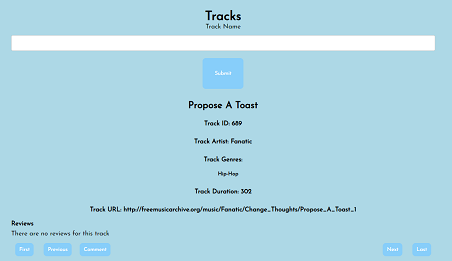 Tracks
Track Name
Submit
Propose A Toast
Track ID: 689
Track Artist: Fanatic
Track Genres:
Hip-Hop
Track Duration: 302
Track URL: http://freemusicarchive.org/music/Fanatic/Change_Thoughts/Propose_A_Toast_1
Reviews
There are no reviews for this track
First Previous Comment Next Last